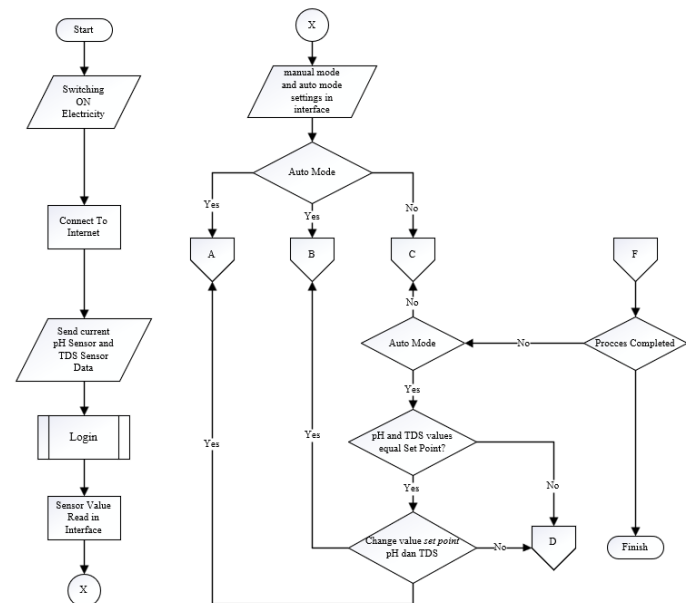 Start
Switching
ON
Electricity
Connect To
Internet
Send current
pH Sensor and
TDS Sensor
Data
Login
Sensor Value
Read in
Interface
X
X
manual mode
and auto mode
settings in
interface
Auto Mode
Yes
Yes
No
A
B
C
F
No
Auto Mode
No
Procces Completed
Yes
pH and TDS values
equal Set Point?
Yes
Yes
Yes
No
Change value set point
pH dan TDS
No
D
Finish